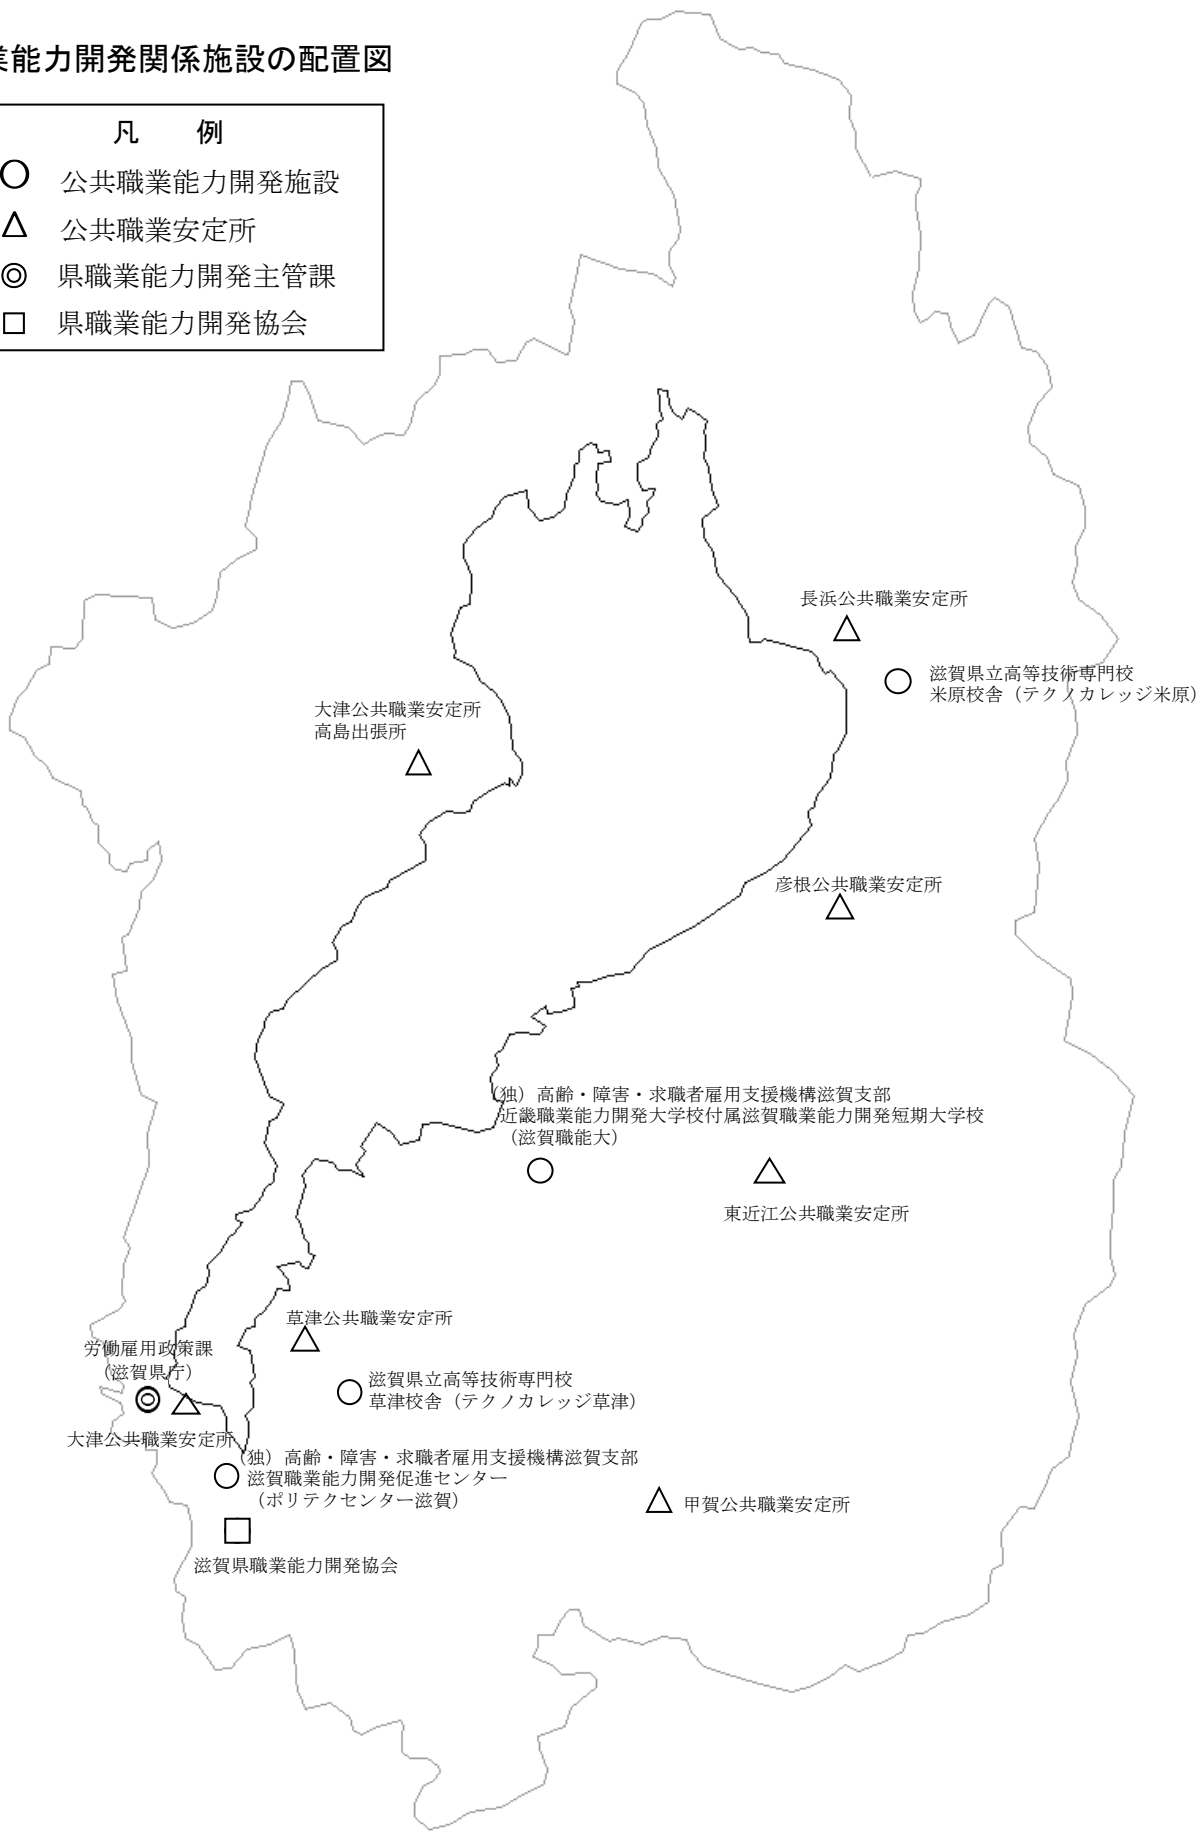 業能力開発関係施設の配置図
凡　例
○ 公共職業能力開発施設
△ 公共職業安定所
◎ 県職業能力開発主管課
□ 県職業能力開発協会
長浜公共職業安定所
滋賀県立高等技術専門校
米原校舎（テクノカレッジ米原）
大津公共職業安定所
高島出張所
彦根公共職業安定所
（独）高齢・障害・求職者雇用支援機構滋賀支部
近畿職業能力開発大学校付属滋賀職業能力開発短期大学校
（滋賀職能大）
東近江公共職業安定所
草津公共職業安定所
労働雇用政策課
（滋賀県庁）
滋賀県立高等技術専門校
草津校舎（テクノカレッジ草津）
大津公共職業安定所
（独）高齢・障害・求職者雇用支援機構滋賀支部
滋賀職業能力開発促進センター
（ポリテクセンター滋賀）
甲賀公共職業安定所
滋賀県職業能力開発協会